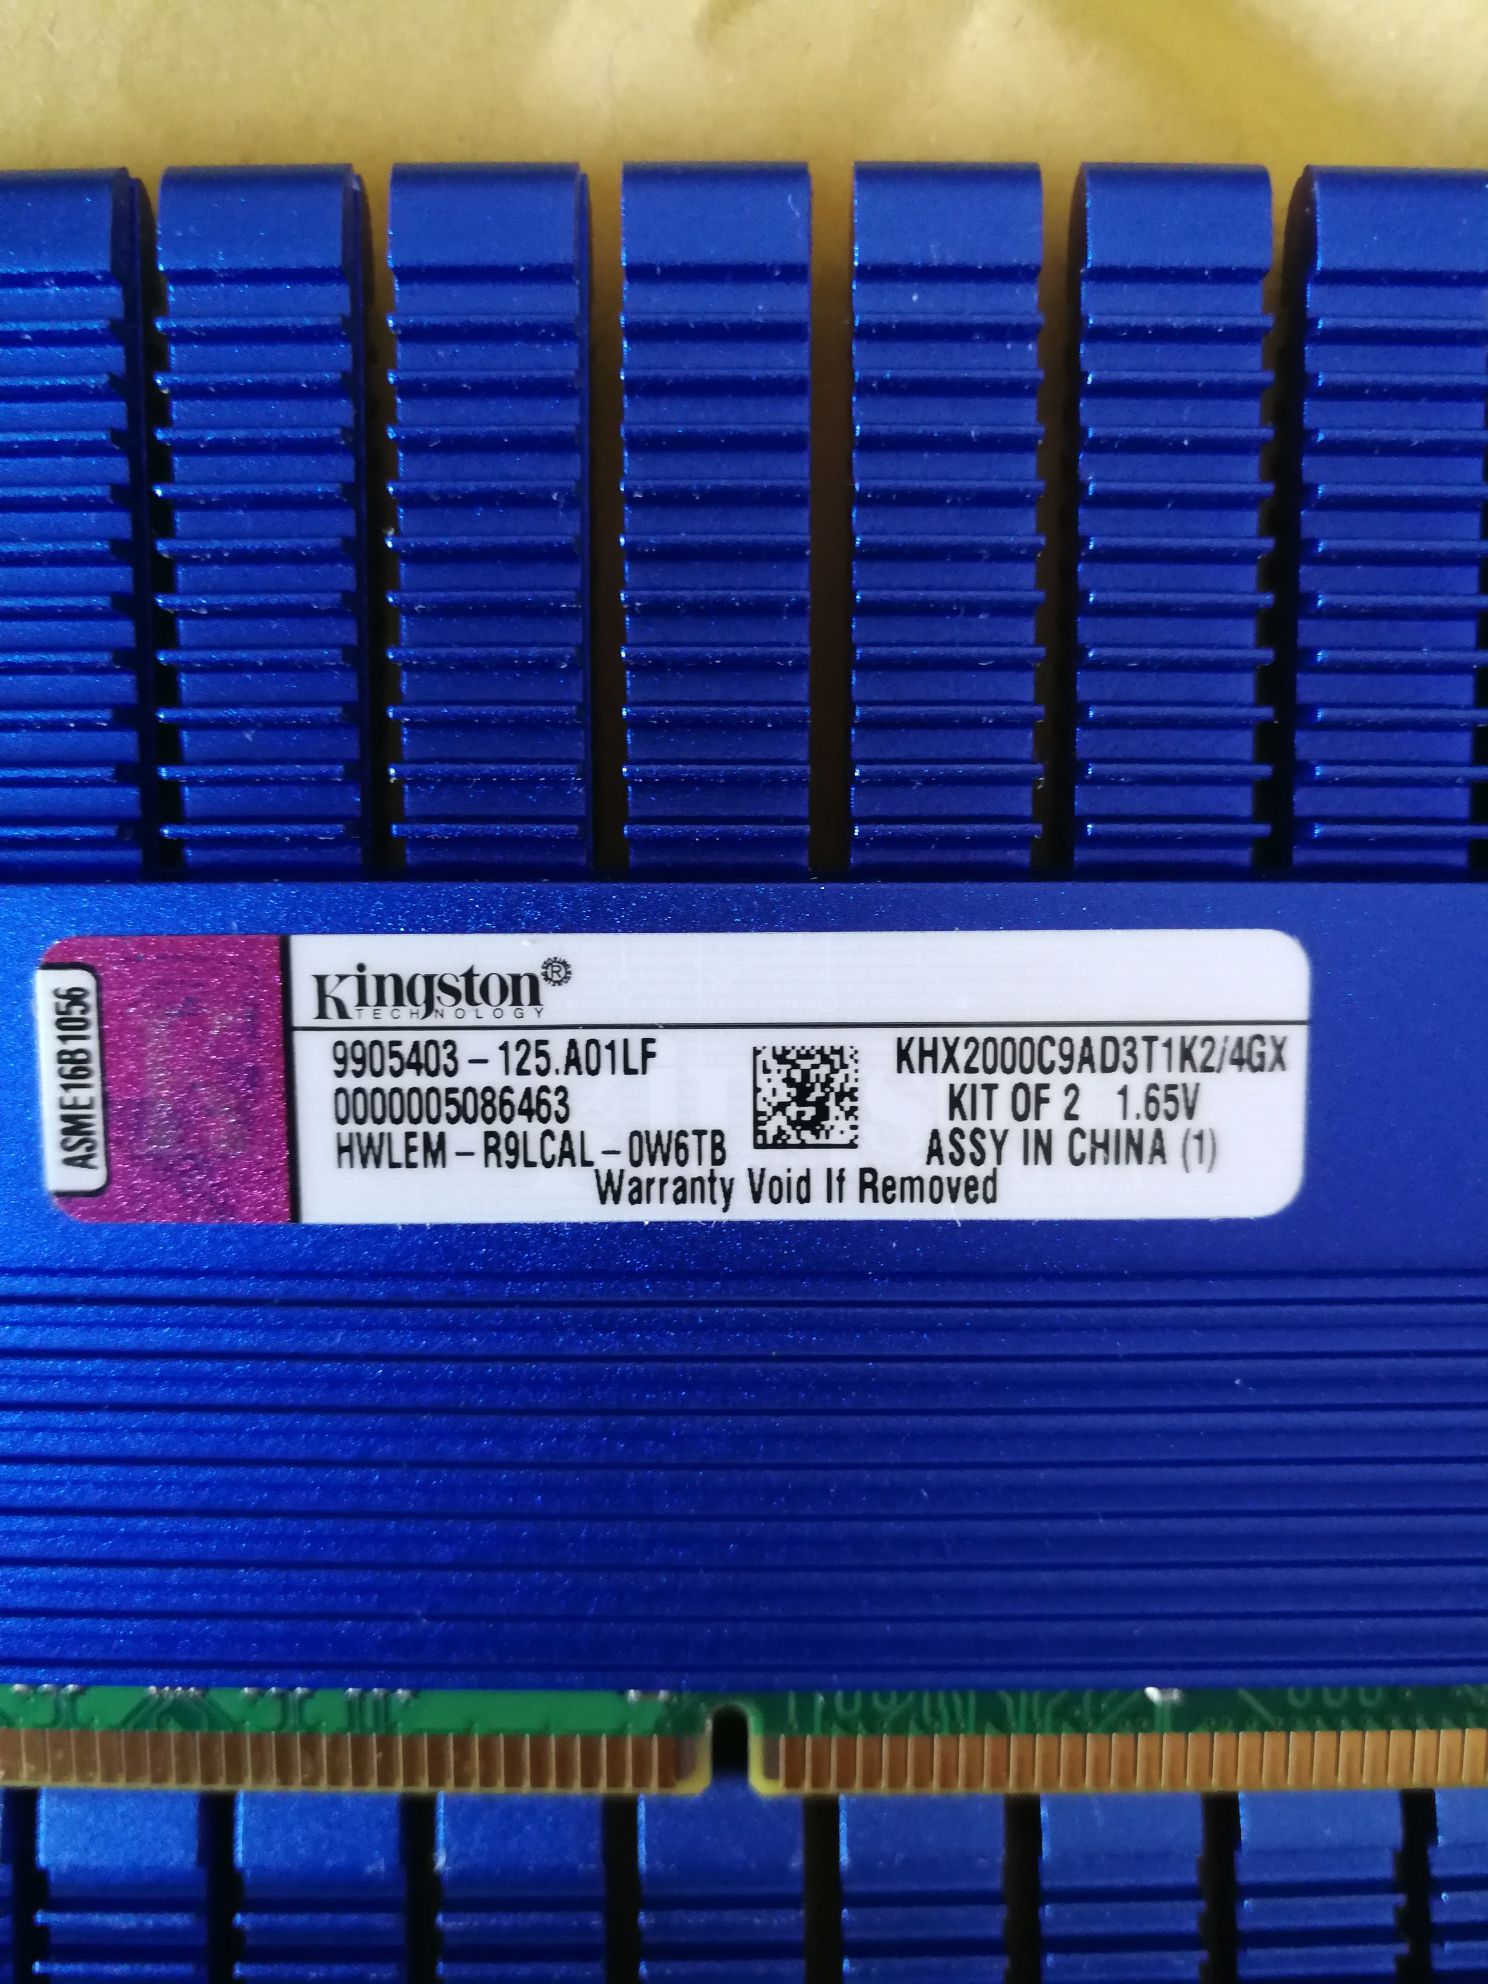 Kingston®
TECHNOLOGY
ASME16B1056
9905403-125.A01LF
0000005086463
HWLEM-R9LCAL-0W6TB
KHX2000C9AD3T1K2/4GX
KIT OF 2 1.65V
ASSY IN CHINA (1)
Warranty Void If Removed